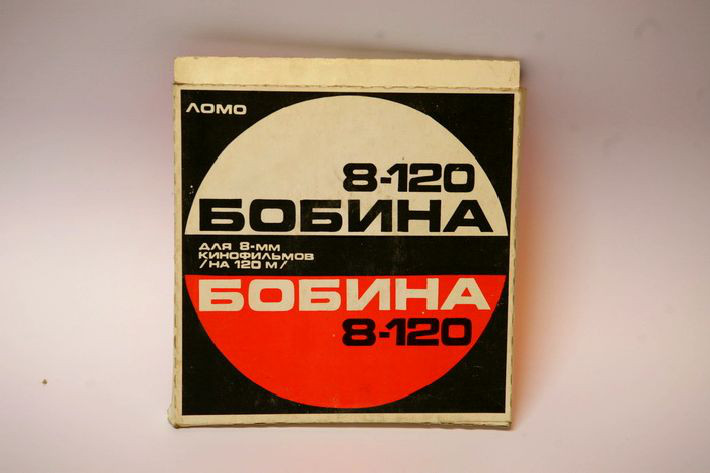 ЛОМО
8-120
БОБИНА
ДЛЯ 8-ММ
КИНОФИЛЬМОВ
/НА 120 М/
БОБИНА
8-120